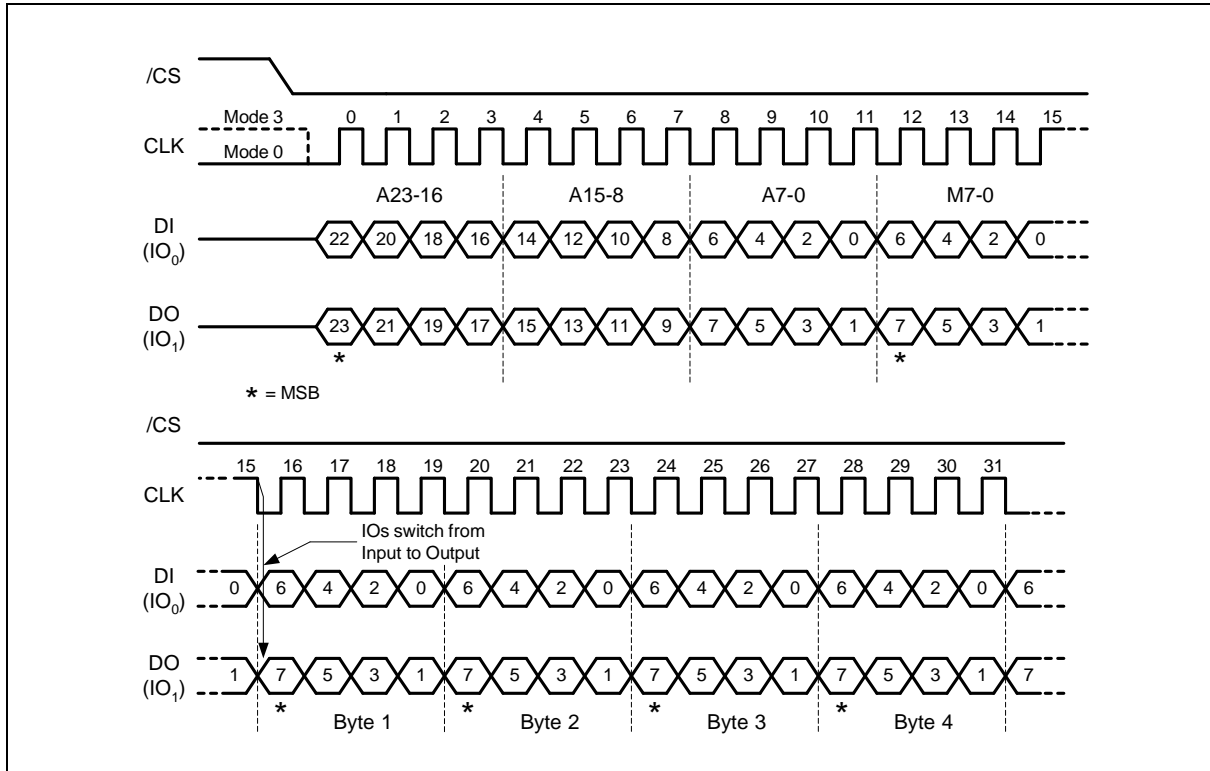 /CS
Mode 3 0 1 2 3 4 5 6 7 8 9 10 11 12 13 14 15
CLK
Mode 0
A23-16 A15-8 A7-0 M7-0
DI
(IO0)
22 20 18 16 14 12 10 8 6 4 2 0 6 4 2 0
DO
(IO1)
23 21 19 17 15 13 11 9 7 5 3 1 7 5 3 1
* *
* = MSB
/CS
15 16 17 18 19 20 21 22 23 24 25 26 27 28 29 30 31
CLK
IOs switch from
Input to Output
DI
(IO0)
0 6 4 2 0 6 4 2 0 6 4 2 0 6 4 2 0 6
DO
(IO1)
1 7 5 3 1 7 5 3 1 7 5 3 1 7 5 3 1 7
* * * *
Byte 1 Byte 2 Byte 3 Byte 4